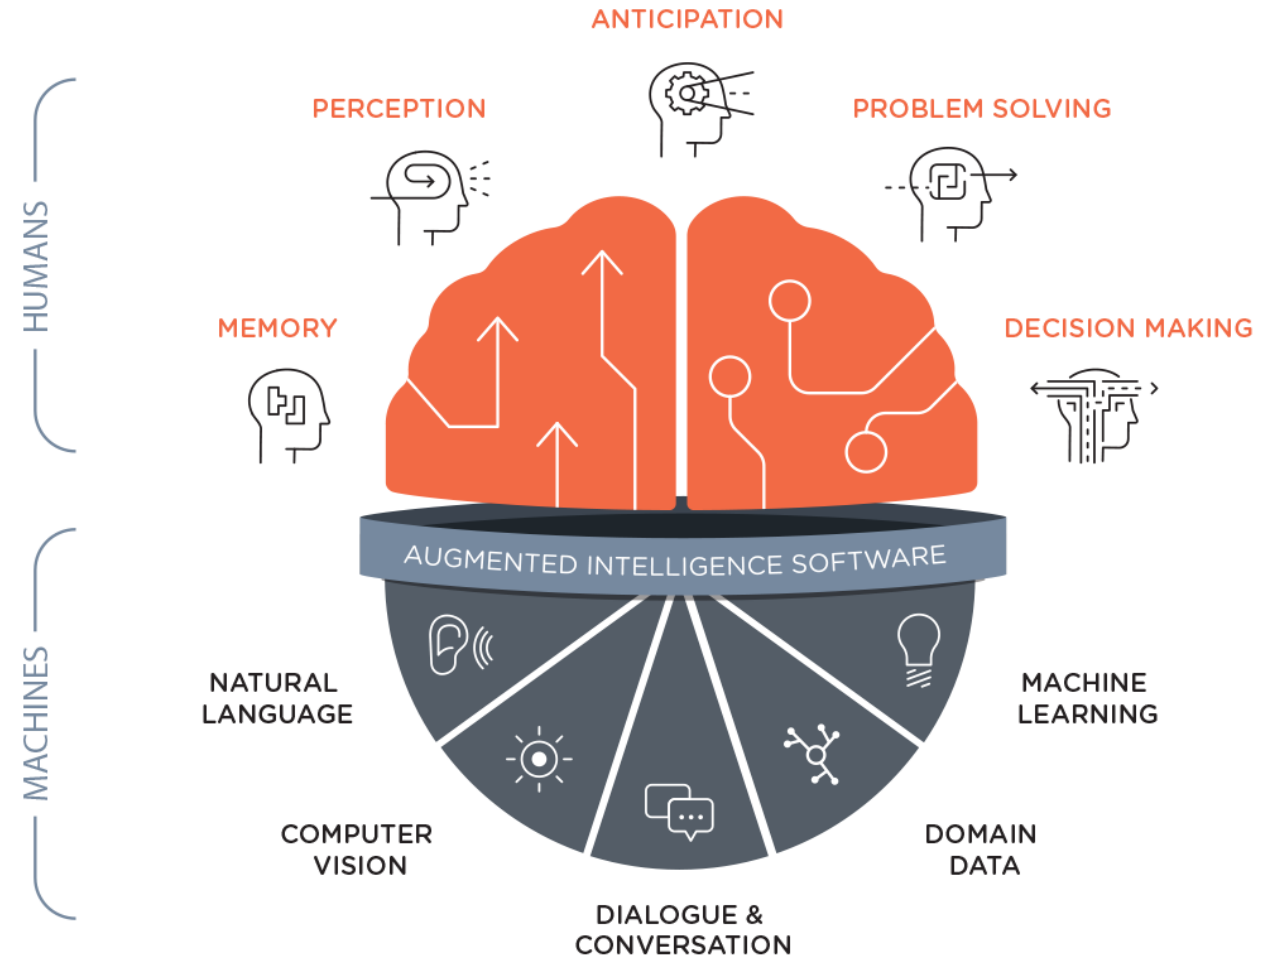 ANTICIPATION
PERCEPTION
PROBLEM SOLVING
HUMANS
MEMORY
DECISION MAKING
AUGMENTED INTELLIGENCE SOFTWARE
MACHINES
NATURAL
LANGUAGE
MACHINE
LEARNING
COMPUTER
VISION
DOMAIN
DATA
DIALOGUE &
CONVERSATION